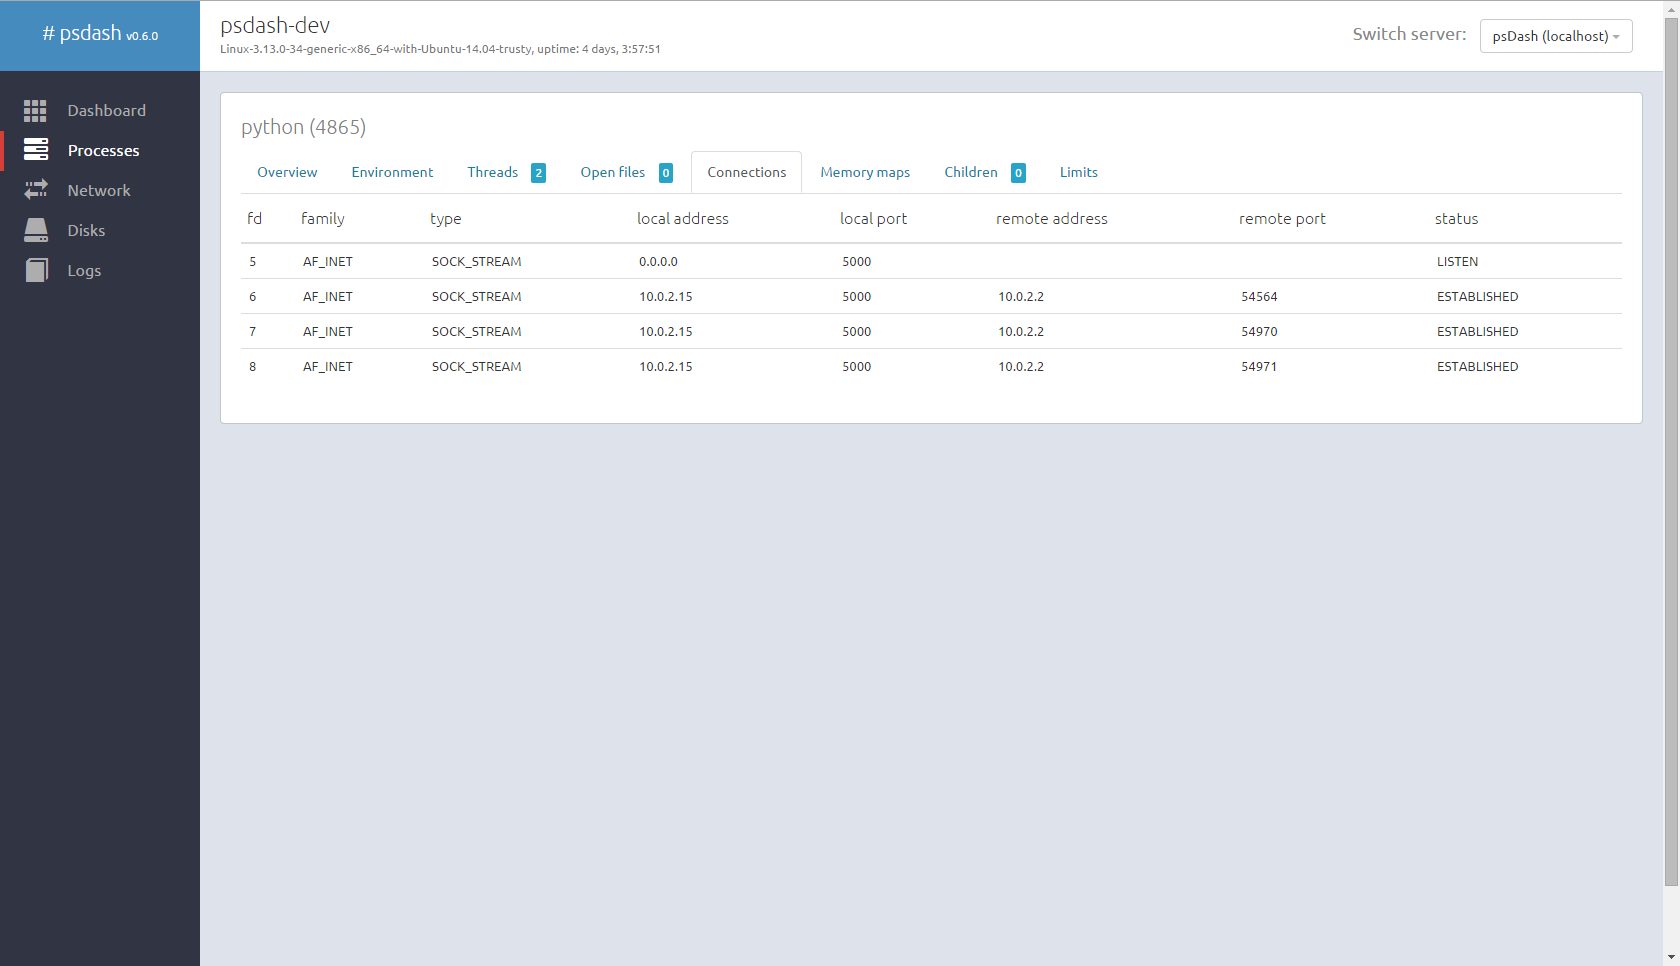 # psdash v0.6.0
psdash-dev
Linux-3.13.0-34-generic-x86_64-with-Ubuntu-14.04-trusty, uptime: 4 days, 3:57:51
Switch server: psDash (localhost)
Dashboard
Processes
Network
Disks
Logs
python (4865)
Overview Environment Threads 2 Open files 0 Connections Memory maps Children 0 Limits
fd family type local address local port remote address remote port status
5 AF_INET SOCK_STREAM 0.0.0.0 5000 LISTEN
6 AF_INET SOCK_STREAM 10.0.2.15 5000 10.0.2.2 54564 ESTABLISHED
7 AF_INET SOCK_STREAM 10.0.2.15 5000 10.0.2.2 54970 ESTABLISHED
8 AF_INET SOCK_STREAM 10.0.2.15 5000 10.0.2.2 54971 ESTABLISHED